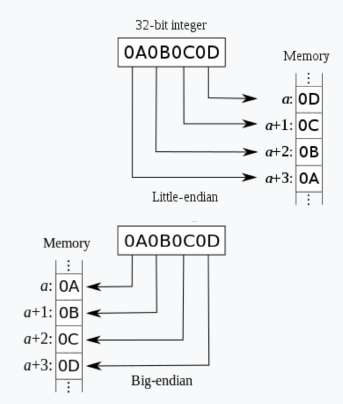 32-bit integer
0A0B0C0D
Memory
⋮
a: 0D
a+1: 0C
a+2: 0B
a+3: 0A
⋮
Little-endian
0A0B0C0D
Memory
⋮
a: 0A
a+1: 0B
a+2: 0C
a+3: 0D
⋮
Big-endian